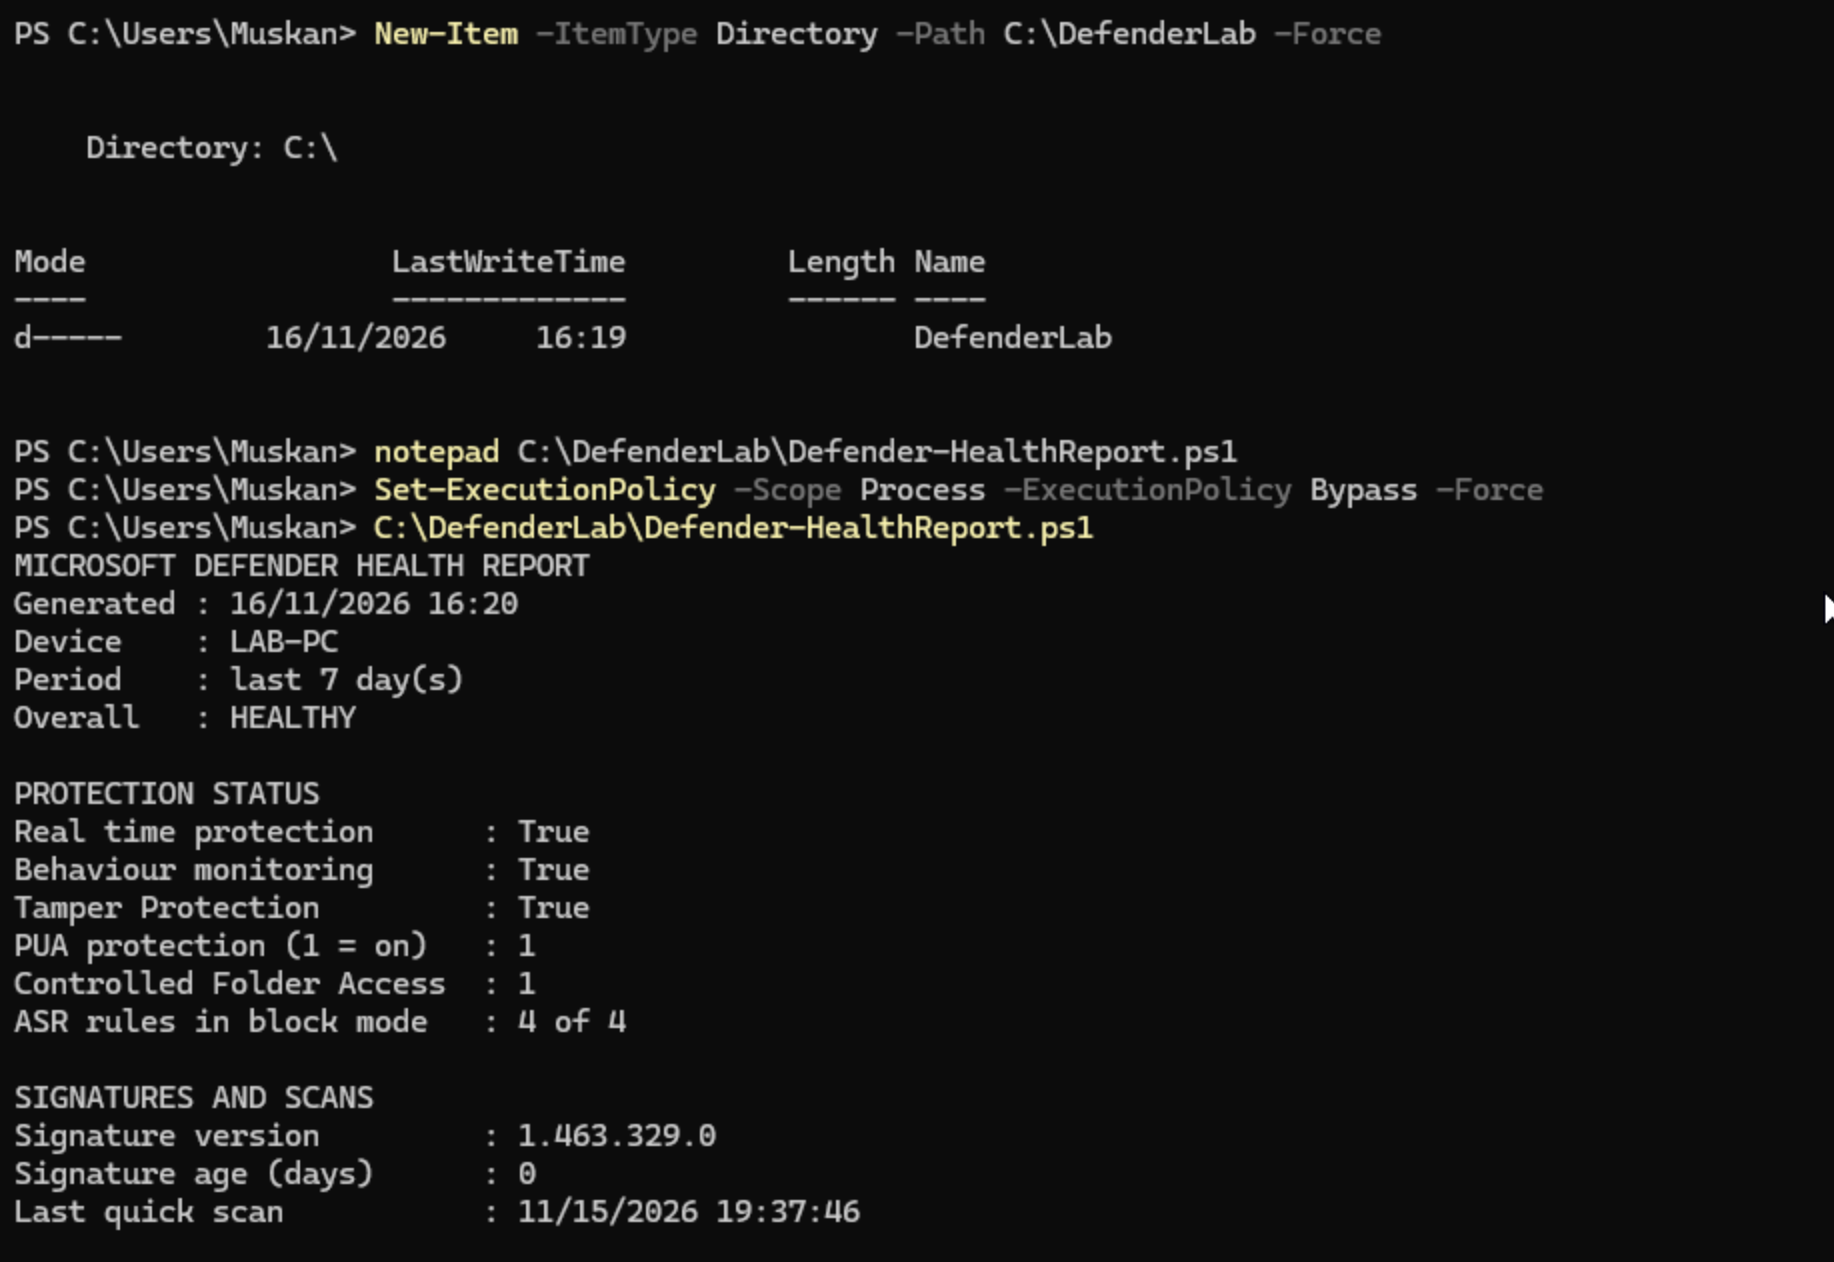 PS C:\Users\Muskan> New-Item -ItemType Directory -Path C:\DefenderLab -Force
Directory: C:\
Mode                 LastWriteTime         Length Name
----                 -------------         ------ ----
d-----        16/11/2026     16:19                DefenderLab
PS C:\Users\Muskan> notepad C:\DefenderLab\Defender-HealthReport.ps1
PS C:\Users\Muskan> Set-ExecutionPolicy -Scope Process -ExecutionPolicy Bypass -Force
PS C:\Users\Muskan> C:\DefenderLab\Defender-HealthReport.ps1
MICROSOFT DEFENDER HEALTH REPORT
Generated : 16/11/2026 16:20
Device    : LAB-PC
Period    : last 7 day(s)
Overall   : HEALTHY
PROTECTION STATUS
Real time protection      : True
Behaviour monitoring      : True
Tamper Protection         : True
PUA protection (1 = on)   : 1
Controlled Folder Access  : 1
ASR rules in block mode   : 4 of 4
SIGNATURES AND SCANS
Signature version         : 1.463.329.0
Signature age (days)      : 0
Last quick scan           : 11/15/2026 19:37:46